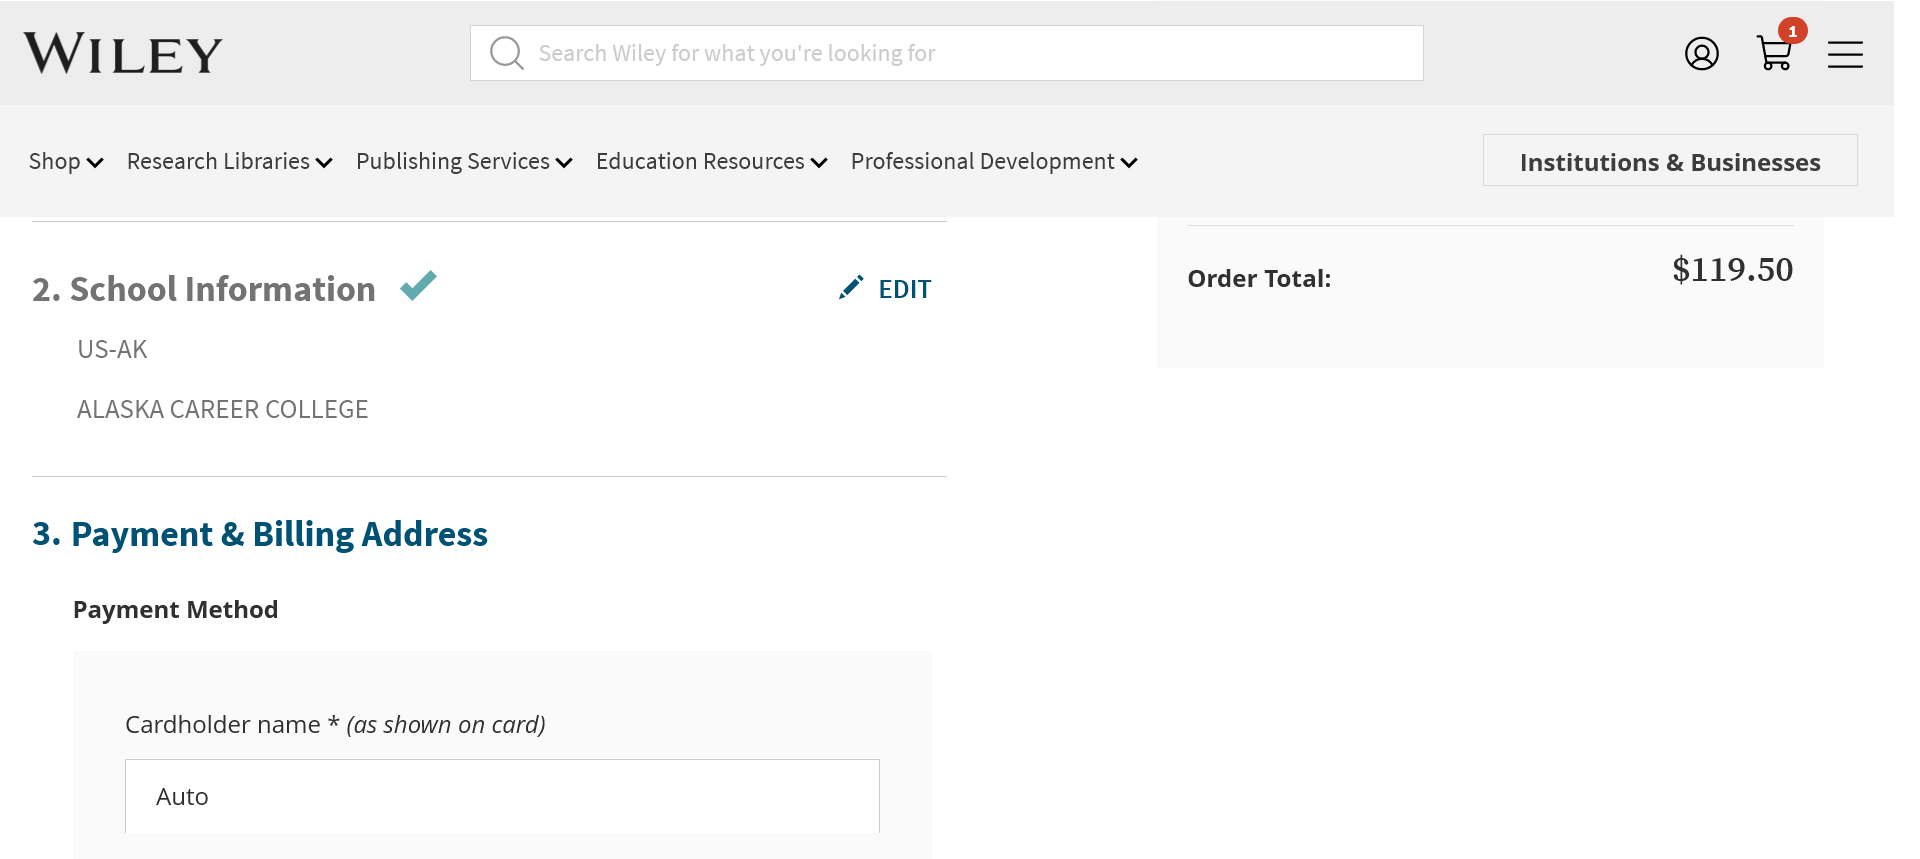 WILEY
Search Wiley for what you're looking for
1
Shop Research Libraries Publishing Services Education Resources Professional Development
Institutions & Businesses
2. School Information
EDIT
US-AK
ALASKA CAREER COLLEGE
Order Total: $119.50
3. Payment & Billing Address
Payment Method
Cardholder name * (as shown on card)
Auto